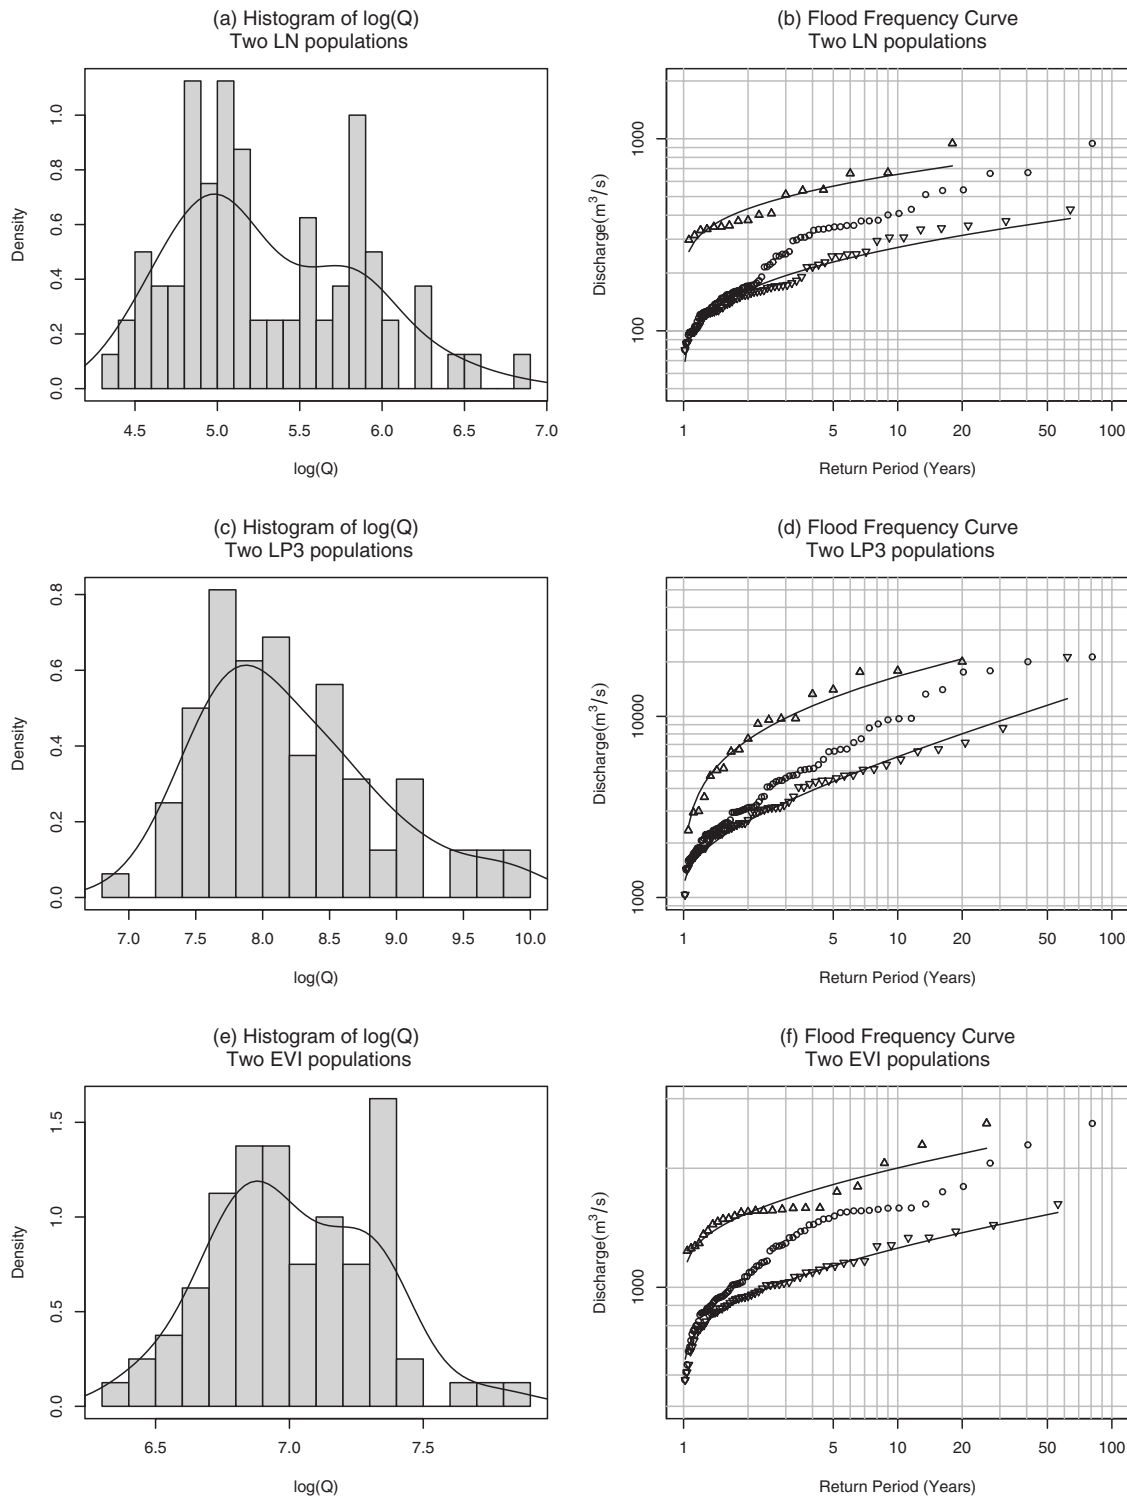 (a) Histogram of log(Q)
Two LN populations
Density
0.0 0.2 0.4 0.6 0.8 1.0
4.5 5.0 5.5 6.0 6.5 7.0
log(Q)
(b) Flood Frequency Curve
Two LN populations
Discharge(m³/s)
100 1000
1 5 10 20 50 100
Return Period (Years)
(c) Histogram of log(Q)
Two LP3 populations
Density
0.0 0.2 0.4 0.6 0.8
7.0 7.5 8.0 8.5 9.0 9.5 10.0
log(Q)
(d) Flood Frequency Curve
Two LP3 populations
Discharge(m³/s)
1000 10000
1 5 10 20 50 100
Return Period (Years)
(e) Histogram of log(Q)
Two EVI populations
Density
0.0 0.5 1.0 1.5
6.5 7.0 7.5
log(Q)
(f) Flood Frequency Curve
Two EVI populations
Discharge(m³/s)
1000
1 5 10 20 50 100
Return Period (Years)